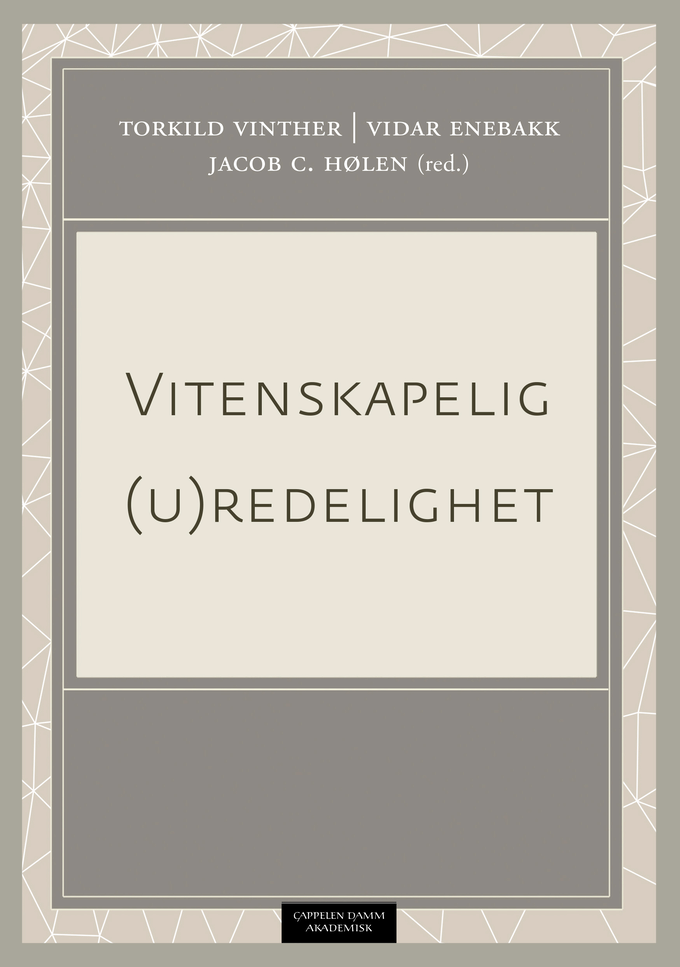 TORKILD VINTHER | VIDAR ENEBAKK
JACOB C. HØLEN (red.)
VITENSKAPELIG
(U)REDELIGHET
CAPPELEN DAMM
AKADEMISK